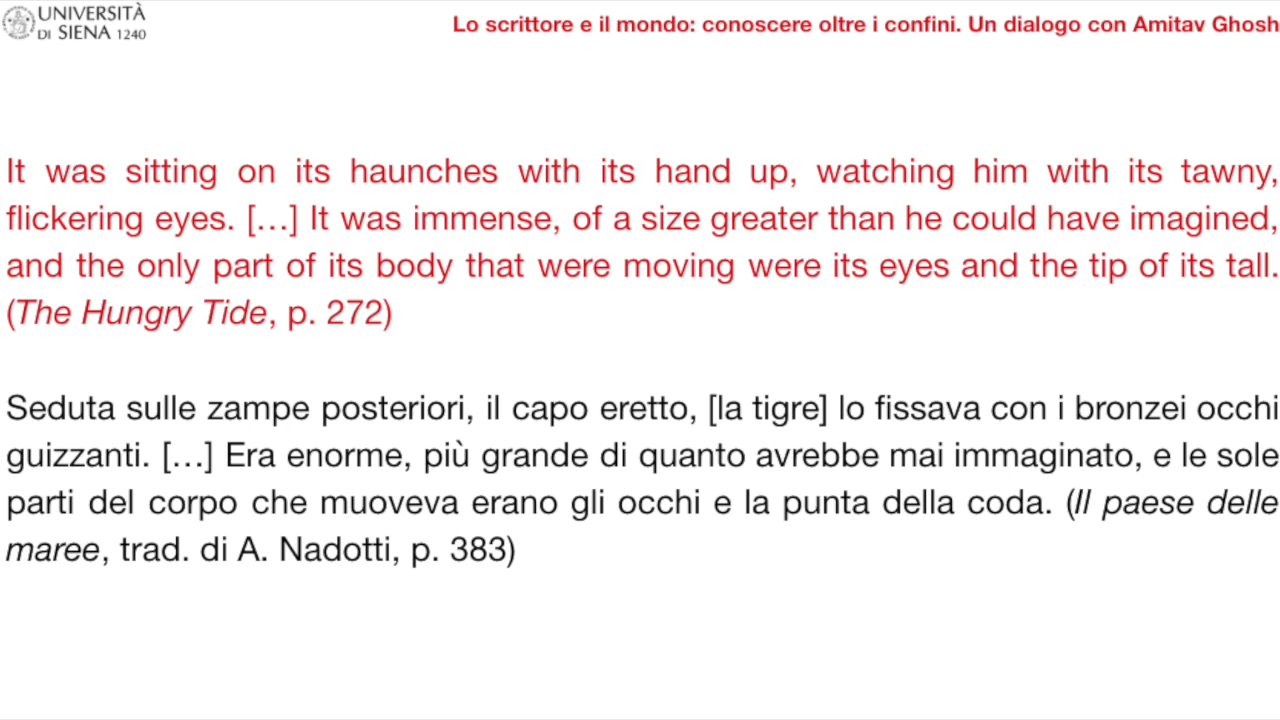 UNIVERSITÀ
DI SIENA 1240
Lo scrittore e il mondo: conoscere oltre i confini. Un dialogo con Amitav Ghosh
It was sitting on its haunches with its hand up, watching him with its tawny,
flickering eyes. […] It was immense, of a size greater than he could have imagined,
and the only part of its body that were moving were its eyes and the tip of its tall.
(The Hungry Tide, p. 272)
Seduta sulle zampe posteriori, il capo eretto, [la tigre] lo fissava con i bronzei occhi
guizzanti. […] Era enorme, più grande di quanto avrebbe mai immaginato, e le sole
parti del corpo che muoveva erano gli occhi e la punta della coda. (Il paese delle
maree, trad. di A. Nadotti, p. 383)